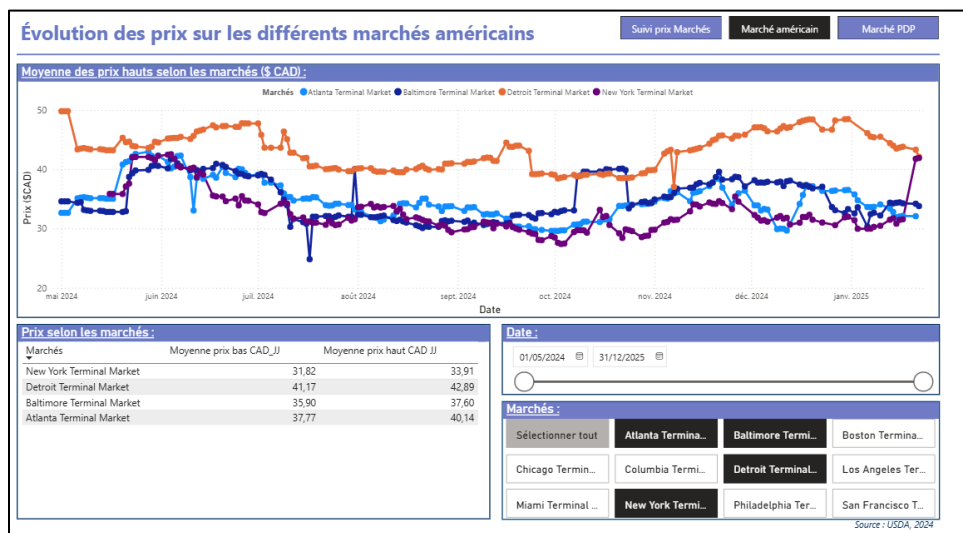 Évolution des prix sur les différents marchés américains
Suivi prix Marchés
Marché américain
Marché PDP
Moyenne des prix hauts selon les marchés ($ CAD) :
Marchés Atlanta Terminal Market Baltimore Terminal Market Detroit Terminal Market New York Terminal Market
Prix ($CAD)
50
40
30
20
mai 2024 juin 2024 juil. 2024 août 2024 sept. 2024 oct. 2024 nov. 2024 déc. 2024 janv. 2025
Date
Prix selon les marchés :
Marchés Moyenne prix bas CAD_JJ Moyenne prix haut CAD JJ
New York Terminal Market 31,82 33,91
Detroit Terminal Market 41,17 42,89
Baltimore Terminal Market 35,90 37,60
Atlanta Terminal Market 37,77 40,14
Date :
01/05/2024 31/12/2025
Marchés :
Sélectionner tout Atlanta Termina... Baltimore Termi... Boston Termina...
Chicago Termin... Columbia Termi... Detroit Terminal... Los Angeles Ter...
Miami Terminal ... New York Termi... Philadelphia Ter... San Francisco T...
Source : USDA, 2024